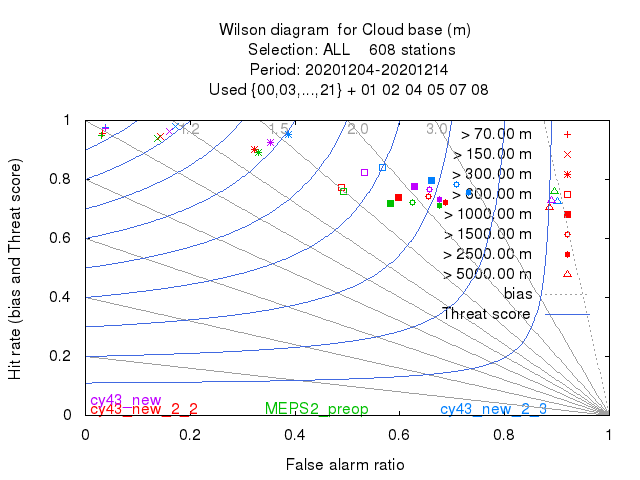 Wilson diagram for Cloud base (m)
Selection: ALL 608 stations
Period: 20201204-20201214
Used {00,03,...,21} + 01 02 04 05 07 08
Hit rate (bias and Threat score)
1
0.8
0.6
0.4
0.2
0
1.2
1.5
2.0
3.0
> 70.00 m
> 150.00 m
> 300.00 m
> 600.00 m
> 1000.00 m
> 1500.00 m
> 2500.00 m
> 5000.00 m
bias
Threat score
cy43_new
cy43_new_2_2
MEPS2_preop
cy43_new_2_3
0
0.2
0.4
0.6
0.8
1
False alarm ratio